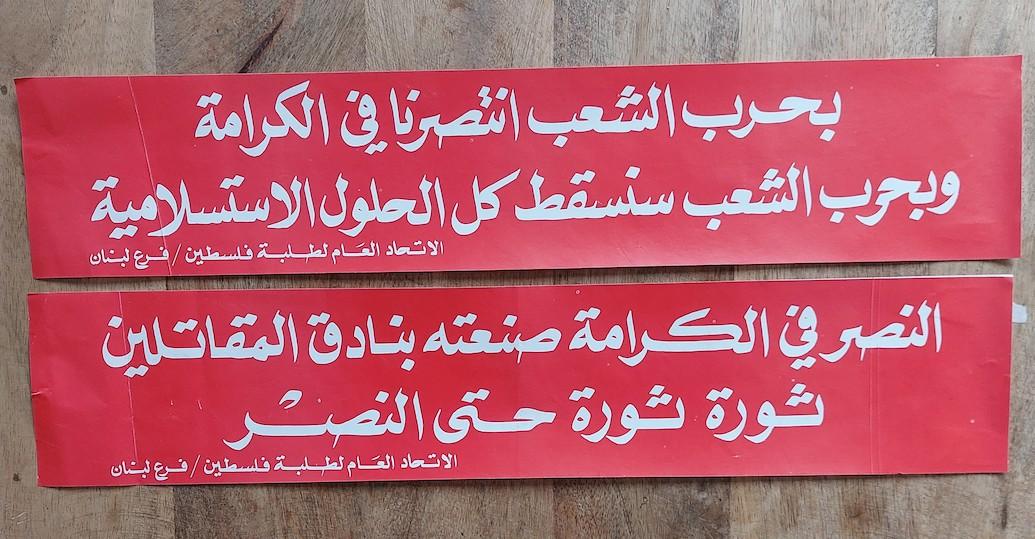 بحرب الشعب انتصرنا في الكرامة
وبحرب الشعب سنسقط كل الحلول الاستسلامية
الاتحاد العام لطلبة فلسطين / فرع لبنان
النصر في الكرامة صنعته بنادق المقاتلين
ثورة ثورة حتى النصر
الاتحاد العام لطلبة فلسطين / فرع لبنان